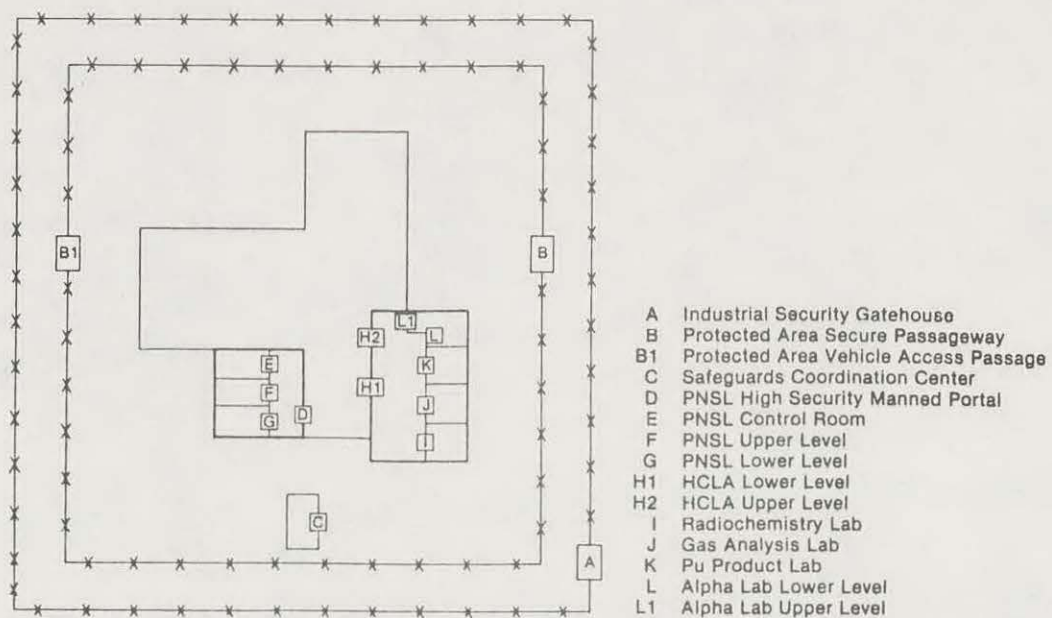 B1
B
L1
H2
L
E
K
H1
F
J
D
G
I
C
A
A Industrial Security Gatehouse
B Protected Area Secure Passageway
B1 Protected Area Vehicle Access Passage
C Safeguards Coordination Center
D PNSL High Security Manned Portal
E PNSL Control Room
F PNSL Upper Level
G PNSL Lower Level
H1 HCLA Lower Level
H2 HCLA Upper Level
I Radiochemistry Lab
J Gas Analysis Lab
K Pu Product Lab
L Alpha Lab Lower Level
L1 Alpha Lab Upper Level